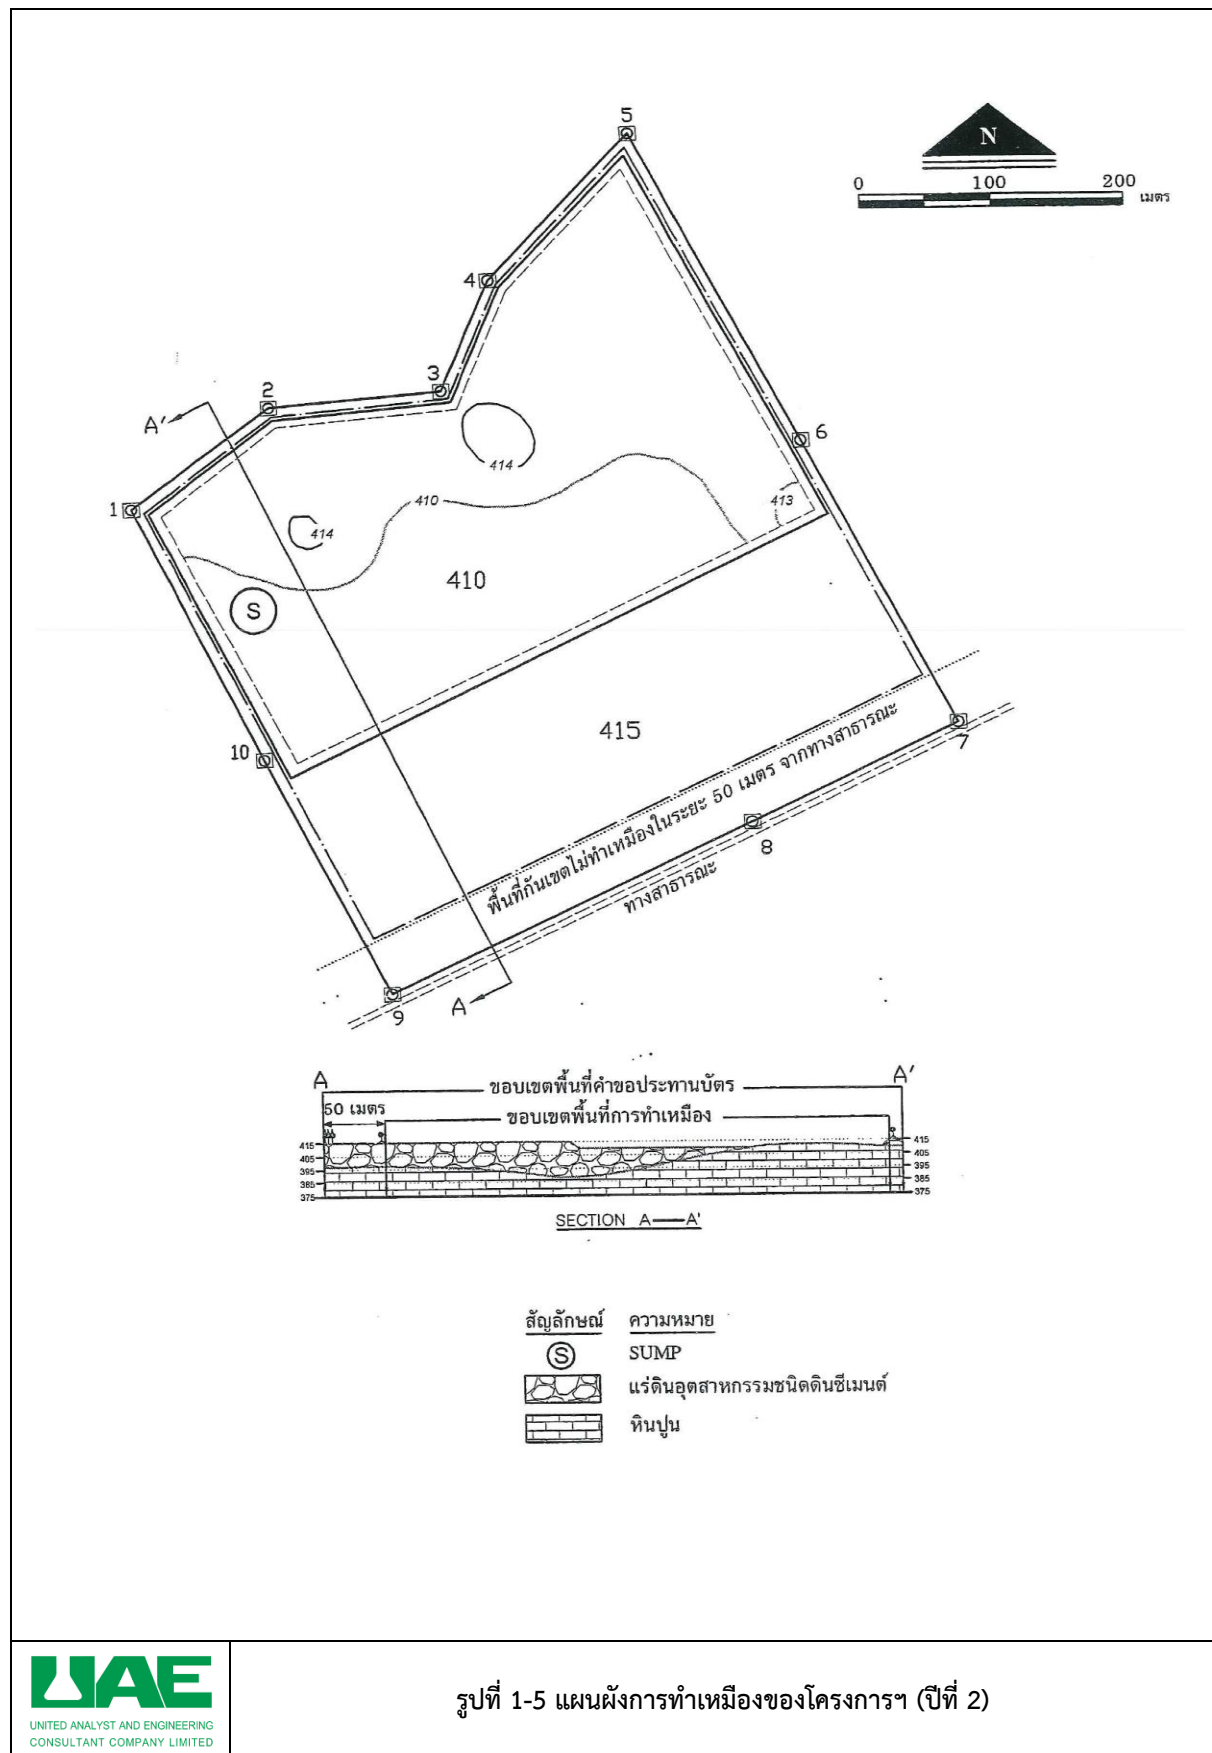 5
N
0 100 200
เมตร
4
3
2
A'
6
414
1
410
413
414
410
S
415
10
พื้นที่กันเขตไม่ทำเหมืองในระยะ 50 เมตร จากทางสาธารณะ
7
8
ทางสาธารณะ
A
9
A A'
ขอบเขตพื้นที่คำขอประทานบัตร
50 เมตร
ขอบเขตพื้นที่การทำเหมือง
415 415
405 405
395 395
385 385
375 375
SECTION A A'
สัญลักษณ์ ความหมาย
S SUMP
แร่ดินอุตสาหกรรมชนิดดินซีเมนต์
หินปูน
UAE
UNITED ANALYST AND ENGINEERING
CONSULTANT COMPANY LIMITED
รูปที่ 1-5 แผนผังการทำเหมืองของโครงการฯ (ปีที่ 2)